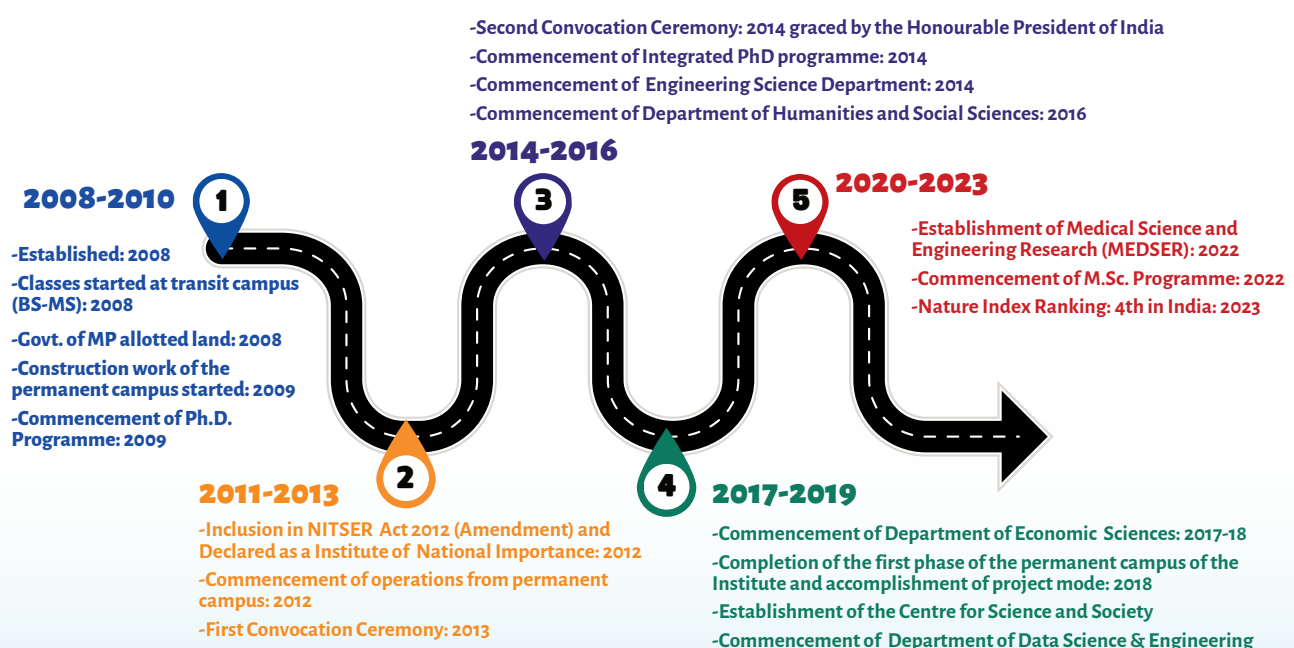 2008-2010
1
-Established: 2008
-Classes started at transit campus
(BS-MS): 2008
-Govt. of MP allotted land: 2008
-Construction work of the
permanent campus started: 2009
-Commencement of Ph.D.
Programme: 2009
2
2011-2013
-Inclusion in NITSER Act 2012 (Amendment) and
Declared as a Institute of National Importance: 2012
-Commencement of operations from permanent
campus: 2012
-First Convocation Ceremony: 2013
-Second Convocation Ceremony: 2014 graced by the Honourable President of India
-Commencement of Integrated PhD programme: 2014
-Commencement of Engineering Science Department: 2014
-Commencement of Department of Humanities and Social Sciences: 2016
2014-2016
3
4
2017-2019
-Commencement of Department of Economic Sciences: 2017-18
-Completion of the first phase of the permanent campus of the
Institute and accomplishment of project mode: 2018
-Establishment of the Centre for Science and Society
-Commencement of Department of Data Science & Engineering
5
2020-2023
-Establishment of Medical Science and
Engineering Research (MEDSER): 2022
-Commencement of M.Sc. Programme: 2022
-Nature Index Ranking: 4th in India: 2023